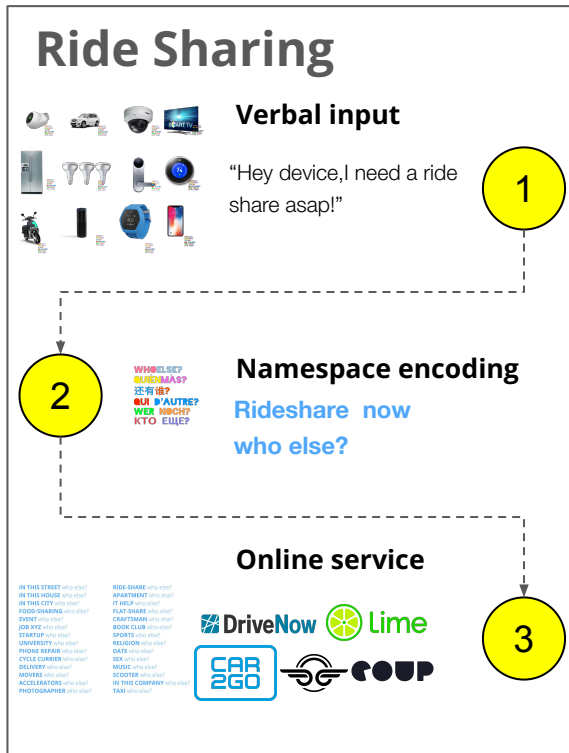 Ride Sharing
SMART TV
Verbal input
“Hey device,I need a ride
share asap!”
1
2
WHOELSE?
QUIÉNMÀS?
还有谁?
QUI D'AUTRE?
WER NOCH?
КТО ЕЩЕ?
Namespace encoding
Rideshare now
who else?
Online service
IN THIS STREET who else?
IN THIS HOUSE who else?
IN THIS CITY who else?
FOOD-SHARING who else?
EVENT who else?
JOB XYZ who else?
STARTUP who else?
UNIVERSITY who else?
PHONE REPAIR who else?
CYCLE CURRIER who else?
DELIVERY who else?
MOVERS who else?
ACCELERATORS who else?
PHOTOGRAPHER who else?
RIDE-SHARE who else?
APARTMENT who else?
IT HELP who else?
FLAT-SHARE who else?
CRAFTSMAN who else?
BOOK CLUB who else?
SPORTS who else?
RELIGION who else?
DATE who else?
SEX who else?
MUSIC who else?
SCOOTER who else?
IN THIS COMPANY who else?
TAXI who else?
DriveNow
Lime
CAR
2GO
COUP
3